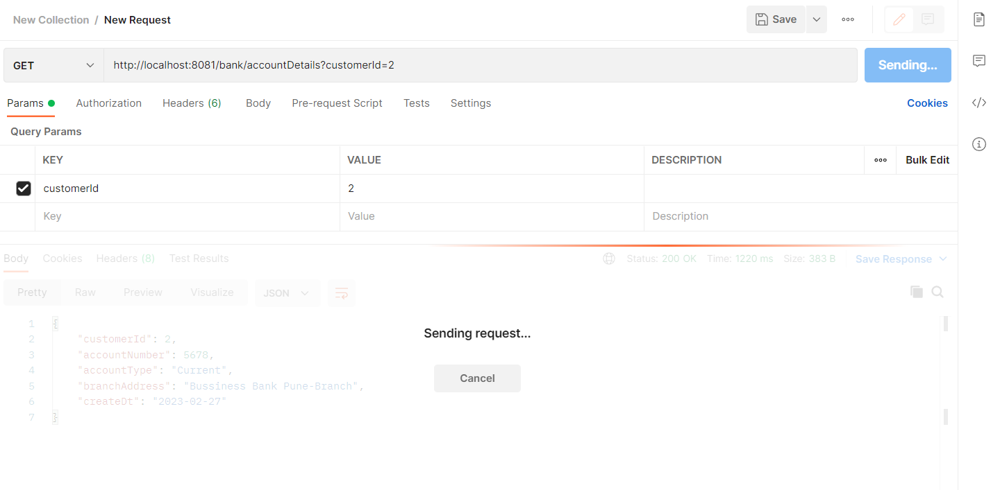 New Collection / New Request
Save
GET
http://localhost:8081/bank/accountDetails?customerId=2
Sending...
Params
Authorization
Headers (6)
Body
Pre-request Script
Tests
Settings
Cookies
Query Params
KEY
VALUE
DESCRIPTION
Bulk Edit
customerId
2
Key
Value
Description
Body
Cookies
Headers (8)
Test Results
Status: 200 OK
Time: 1220 ms
Size: 383 B
Save Response
Pretty
Raw
Preview
Visualize
JSON
1 {
2 "customerId": 2,
3 "accountNumber": 5678,
4 "accountType": "Current",
5 "branchAddress": "Bussiness Bank Pune-Branch",
6 "createDt": "2023-02-27"
7 }
Sending request...
Cancel